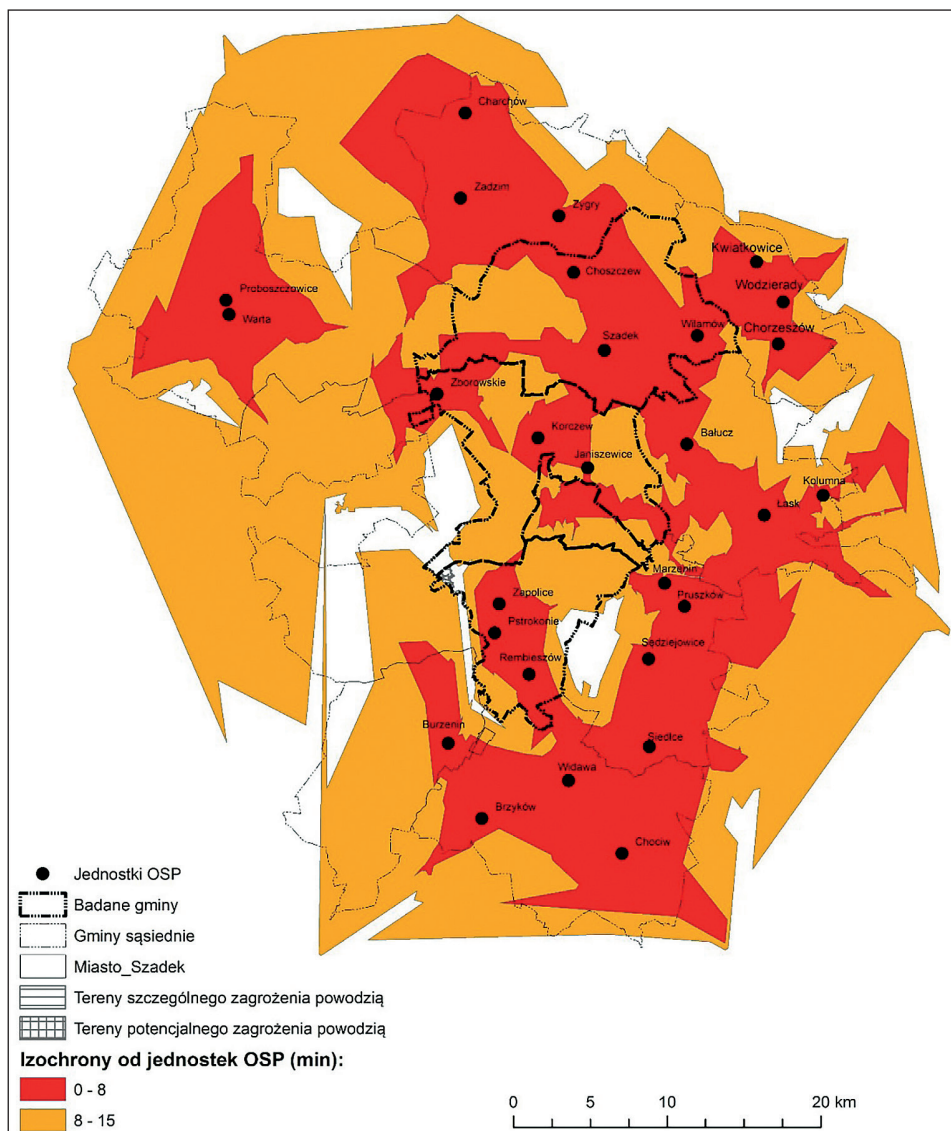 Charchów
Zadzim
Zygry
Kwiatkowice
Choszczew
Wodzierady
Proboszczowice
Warta
Wilamów
Chorzeszów
Szadek
Zborowskie
Korczew
Bałucz
Janiszewice
Kolumna
Łask
Marzenin
Zapolice
Pruszków
Pstrokonie
Sędziejowice
Rembieszów
Burzenin
Siedlce
Widawa
Brzyków
Chociw
Jednostki OSP
Badane gminy
Gminy sąsiednie
Miasto_Szadek
Tereny szczególnego zagrożenia powodzią
Tereny potencjalnego zagrożenia powodzią
Izochrony od jednostek OSP (min):
0 - 8
8 - 15
0 5 10 20 km